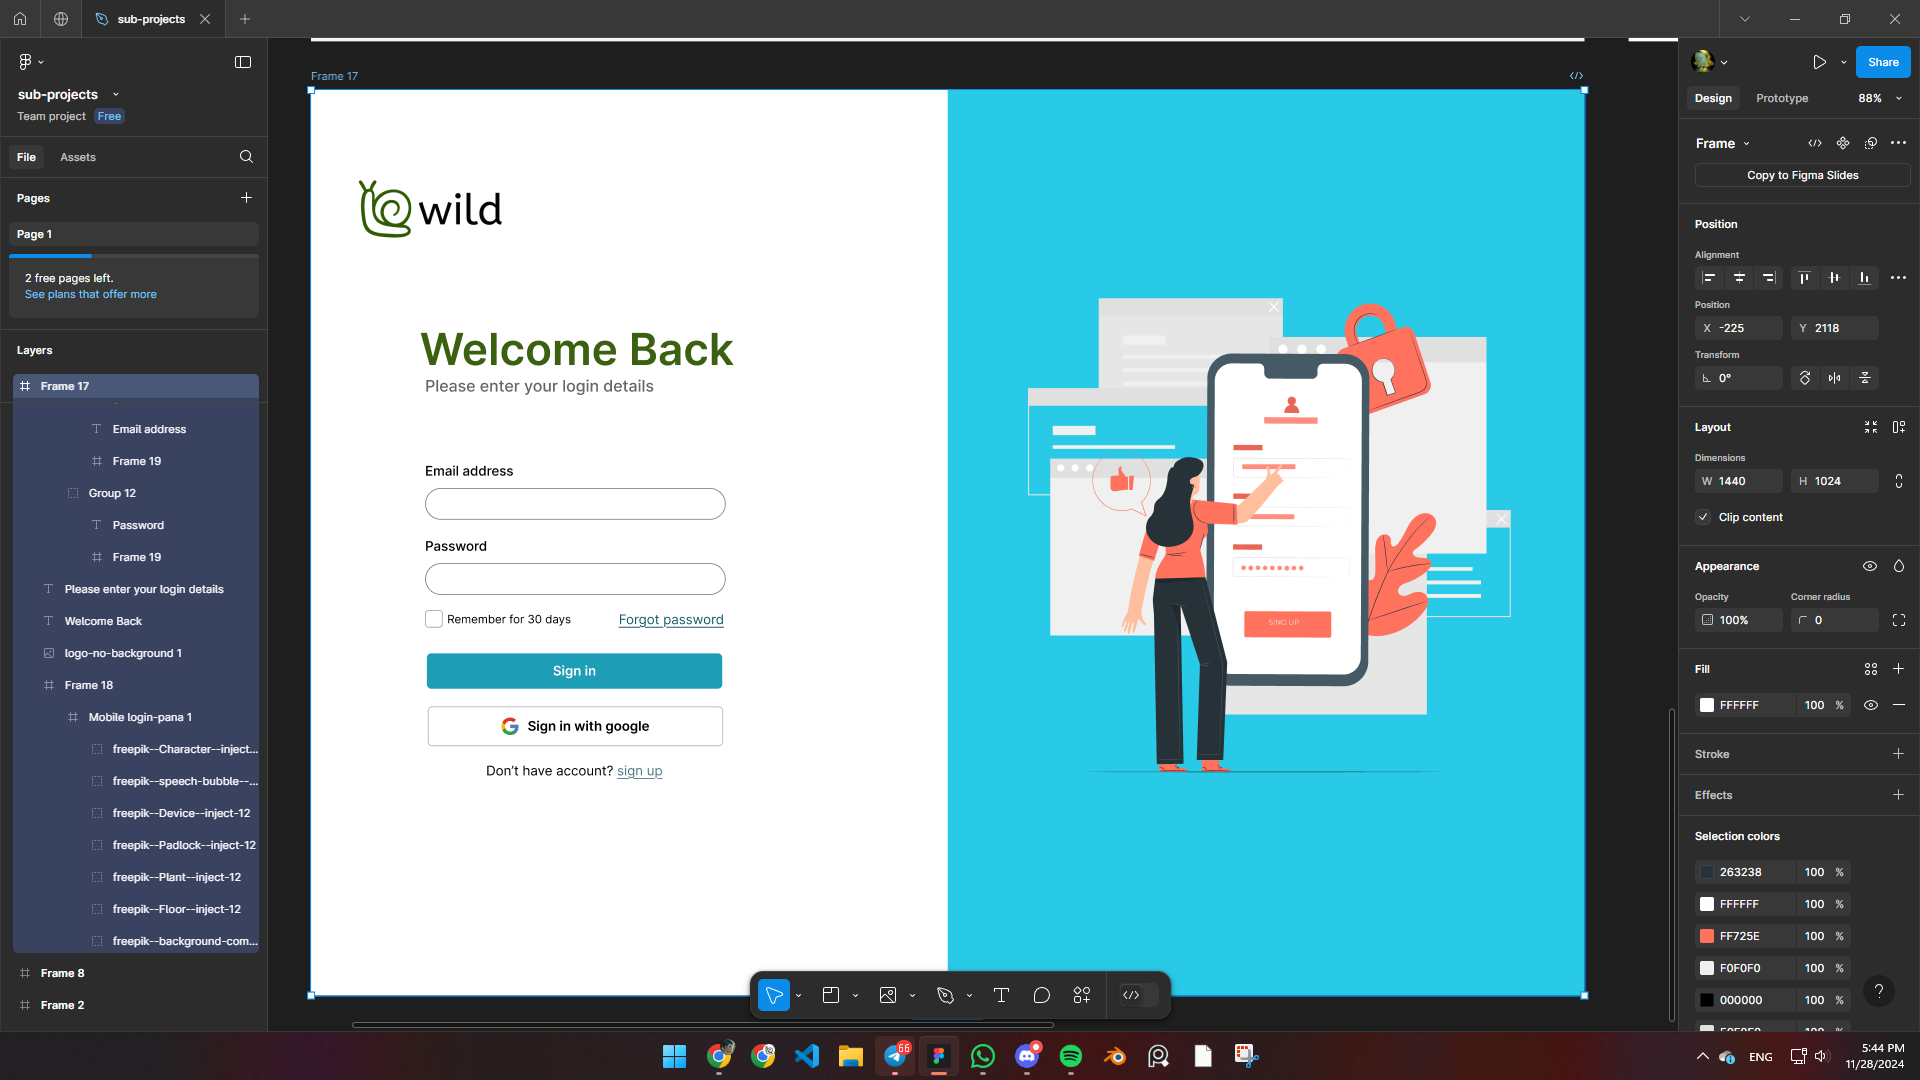 sub-projects
sub-projects
Team project Free
File Assets
Pages
Page 1
2 free pages left.
See plans that offer more
Layers
Frame 17
Email address
Frame 19
Group 12
Password
Frame 19
Please enter your login details
Welcome Back
logo-no-background 1
Frame 18
Mobile login-pana 1
freepik--Character--inject...
freepik--speech-bubble--...
freepik--Device--inject-12
freepik--Padlock--inject-12
freepik--Plant--inject-12
freepik--Floor--inject-12
freepik--background-com...
Frame 8
Frame 2
Frame 17
wild
Welcome Back
Please enter your login details
Email address
Password
Remember for 30 days Forgot password
Sign in
Sign in with google
Don't have account? sign up
SING UP
Share
Design Prototype 88%
Frame
Copy to Figma Slides
Position
Alignment
Position
X -225 Y 2118
Transform
0°
Layout
Dimensions
W 1440 H 1024
Clip content
Appearance
Opacity Corner radius
100% 0
Fill
FFFFFF 100 %
Stroke
Effects
Selection colors
263238 100 %
FFFFFF 100 %
FF725E 100 %
F0F0F0 100 %
000000 100 %
?
66
ENG
5:44 PM
11/28/2024